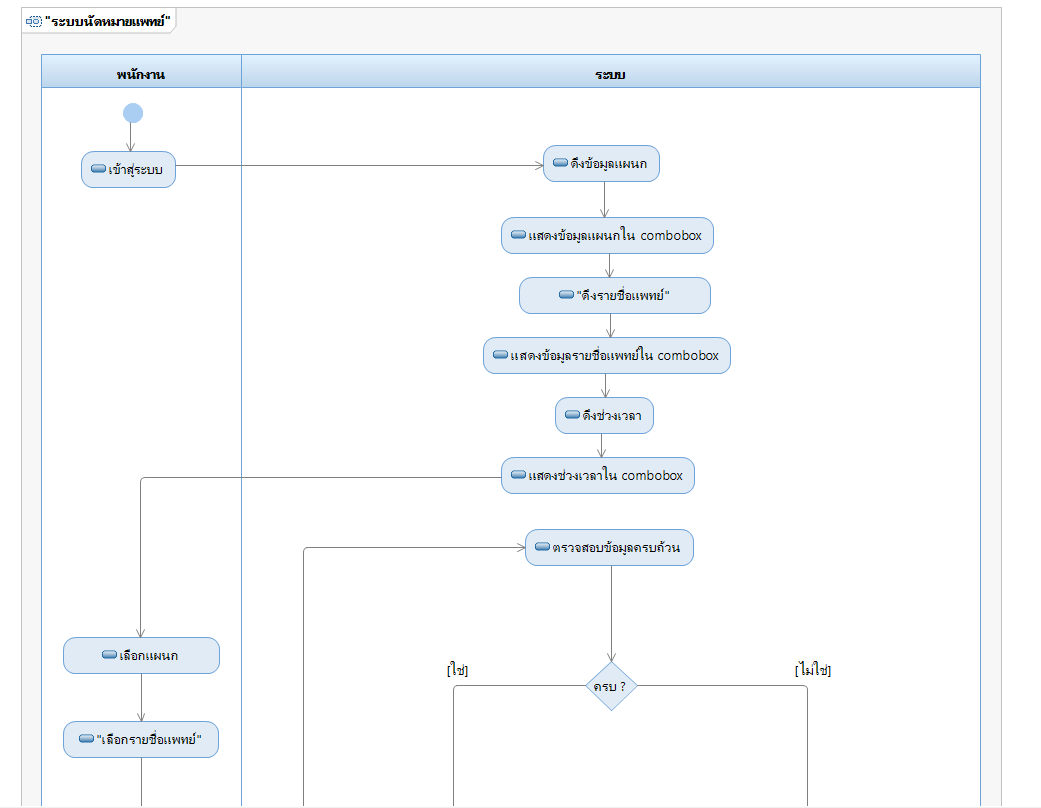 "ระบบนัดหมายแพทย์"
พนักงาน
ระบบ
เข้าสู่ระบบ
ดึงข้อมูลแผนก
แสดงข้อมูลแผนกใน combobox
"ดึงรายชื่อแพทย์"
แสดงข้อมูลรายชื่อแพทย์ใน combobox
ดึงช่วงเวลา
แสดงช่วงเวลาใน combobox
ตรวจสอบข้อมูลครบถ้วน
เลือกแผนก
[ใช่]
[ไม่ใช่]
ครบ ?
"เลือกรายชื่อแพทย์"